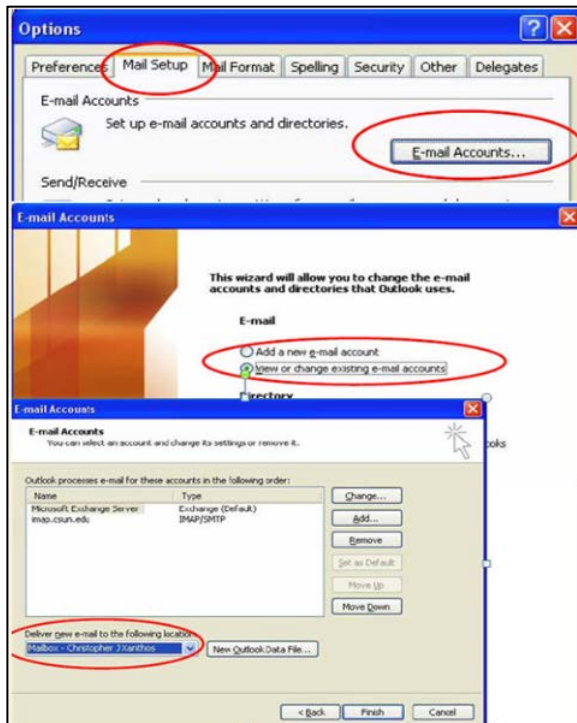 Options
Preferences Mail Setup Mail Format Spelling Security Other Delegates
E-mail Accounts
Set up e-mail accounts and directories.
E-mail Accounts...
Send/Receive
E-mail Accounts
This wizard will allow you to change the e-mail
accounts and directories that Outlook uses.
E-mail
Add a new e-mail account
View or change existing e-mail accounts
Directory
E-mail Accounts
E-mail Accounts
You can select an account and change its settings or remove it.
ooks
Outlook processes e-mail for these accounts in the following order:
Name Type
Microsoft Exchange Server Exchange (Default)
imap.csun.edu IMAP/SMTP
Change...
Add...
Remove
Set as Default
Move Up
Move Down
Deliver new e-mail to the following location
Mailbox - Christopher J Xanthos New Outlook Data File...
< Back Finish Cancel